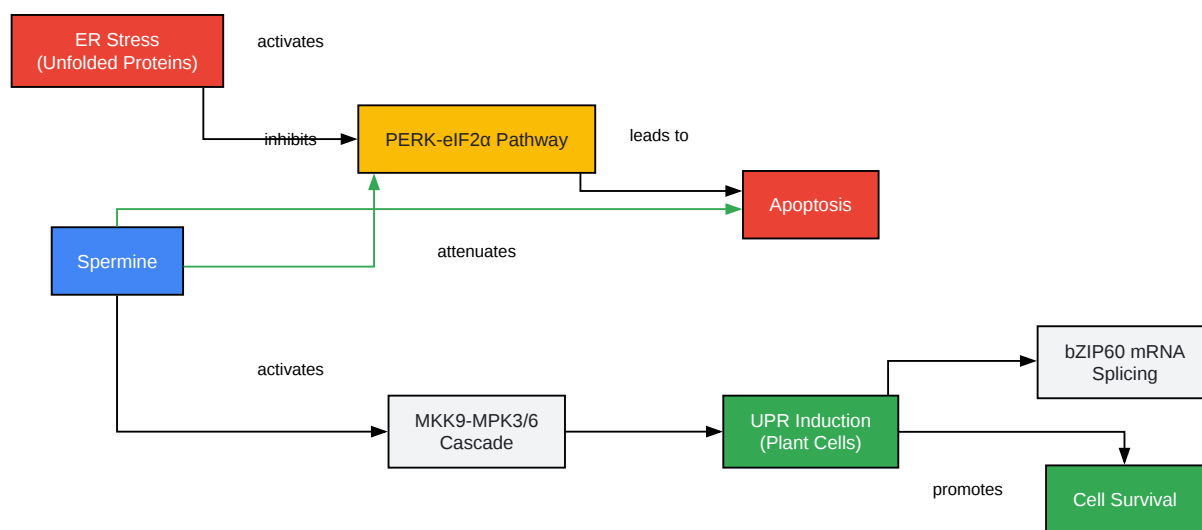 ER Stress
(Unfolded Proteins)
activates
inhibits
PERK-eIF2α Pathway
leads to
Apoptosis
Spermine
attenuates
activates
MKK9-MPK3/6
Cascade
UPR Induction
(Plant Cells)
bZIP60 mRNA
Splicing
promotes
Cell Survival